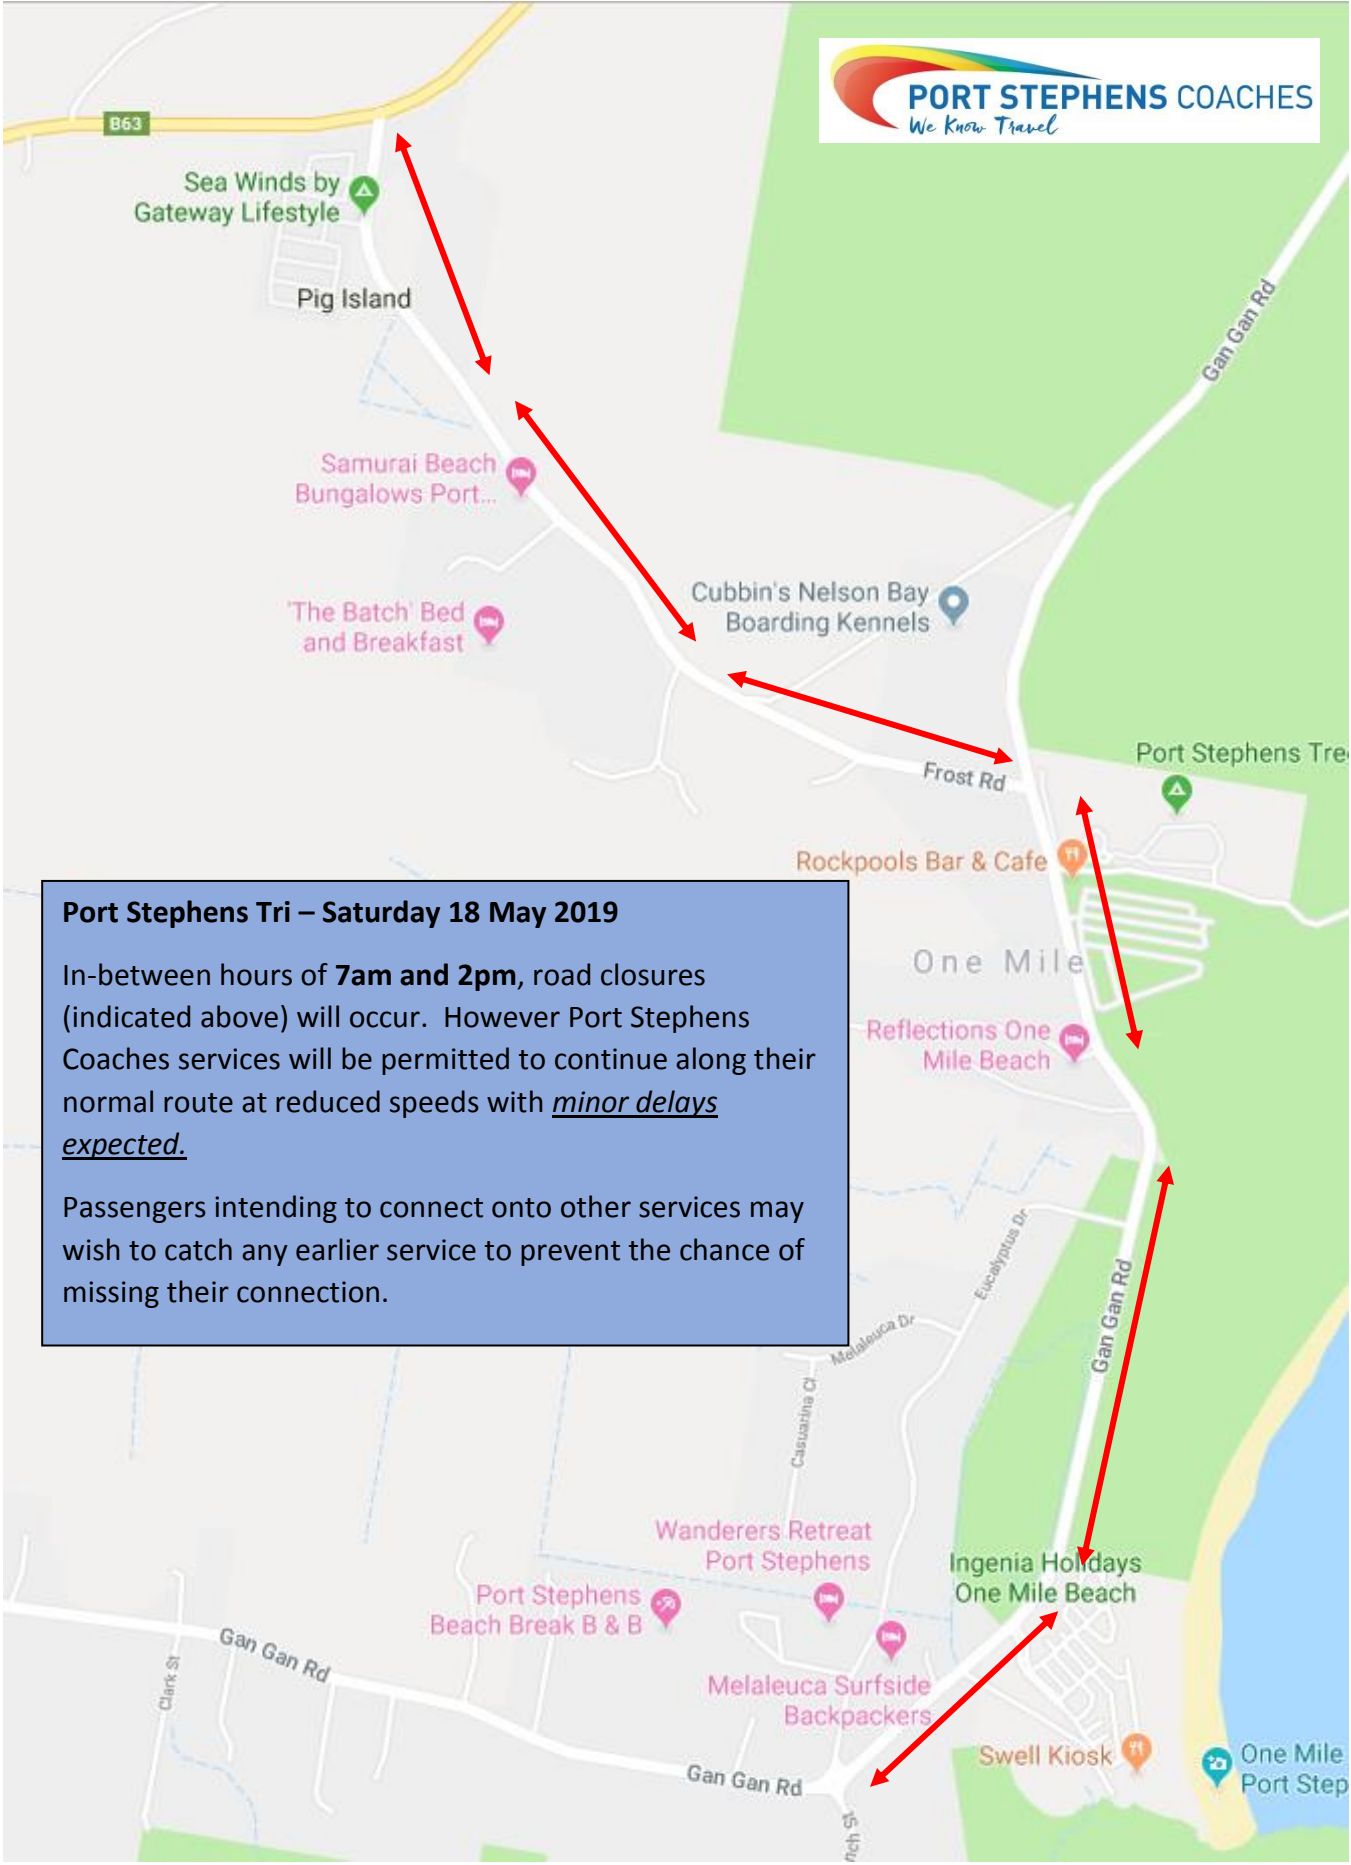 PORT STEPHENS COACHES
We Know Travel
B63
Sea Winds by
Gateway Lifestyle
Pig Island
Gan Gan Rd
Samurai Beach
Bungalows Port...
Cubbin's Nelson Bay
Boarding Kennels
'The Batch' Bed
and Breakfast
Port Stephens Tree
Frost Rd
Rockpools Bar & Cafe
One Mile
Reflections One
Mile Beach
Port Stephens Tri – Saturday 18 May 2019
In-between hours of 7am and 2pm, road closures
(indicated above) will occur.  However Port Stephens
Coaches services will be permitted to continue along their
normal route at reduced speeds with minor delays
expected.
Passengers intending to connect onto other services may
wish to catch any earlier service to prevent the chance of
missing their connection.
Eucalyptus Dr
Gan Gan Rd
Melaleuca Dr
Casuarina Cl
Wanderers Retreat
Port Stephens
Ingenia Holidays
One Mile Beach
Port Stephens
Beach Break B & B
Gan Gan Rd
Clark St
Melaleuca Surfside
Backpackers
Swell Kiosk
One Mile
Port Step
Gan Gan Rd